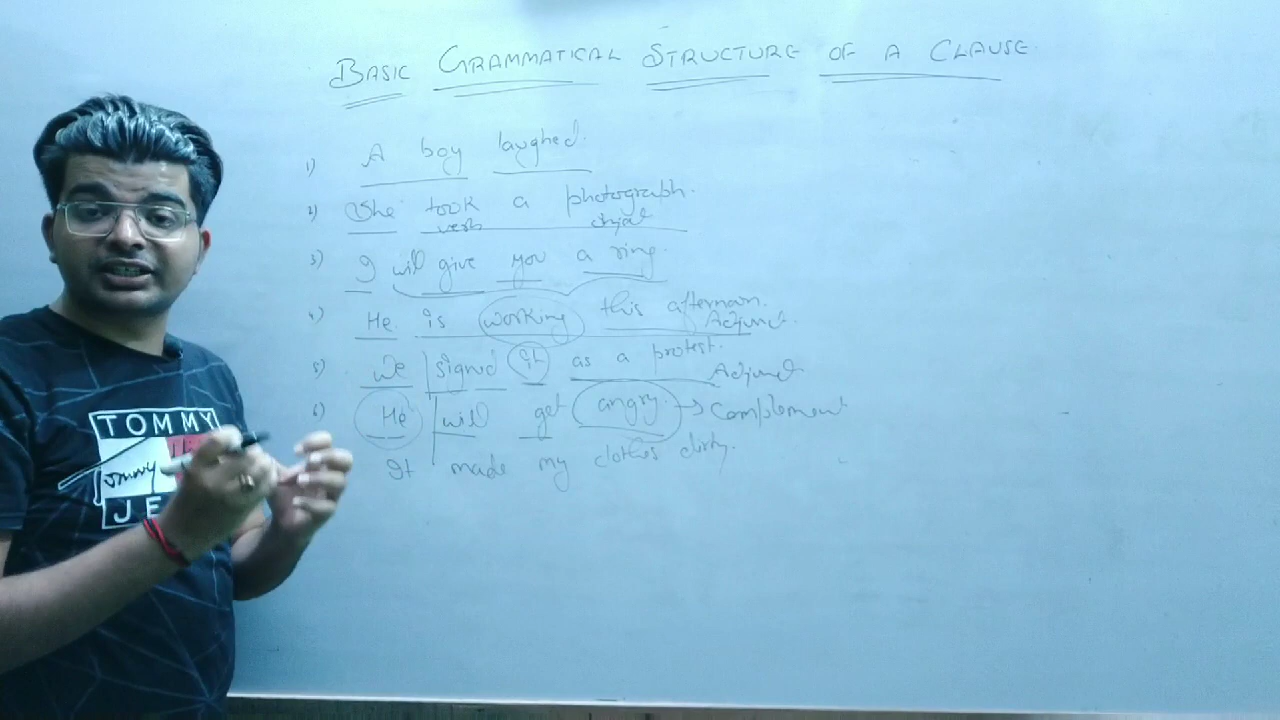 BASIC GRAMMATICAL STRUCTURE OF A CLAUSE
1) A boy laughed.
2) She took a photograph.
verb object
3) I will give you a ring.
4) He is working this afternoon.
Adjunct.
5) We signed it as a protest.
Adjunct
6) He will get angry. → Complement
It made my clothes dirty.
TOMMY
JE